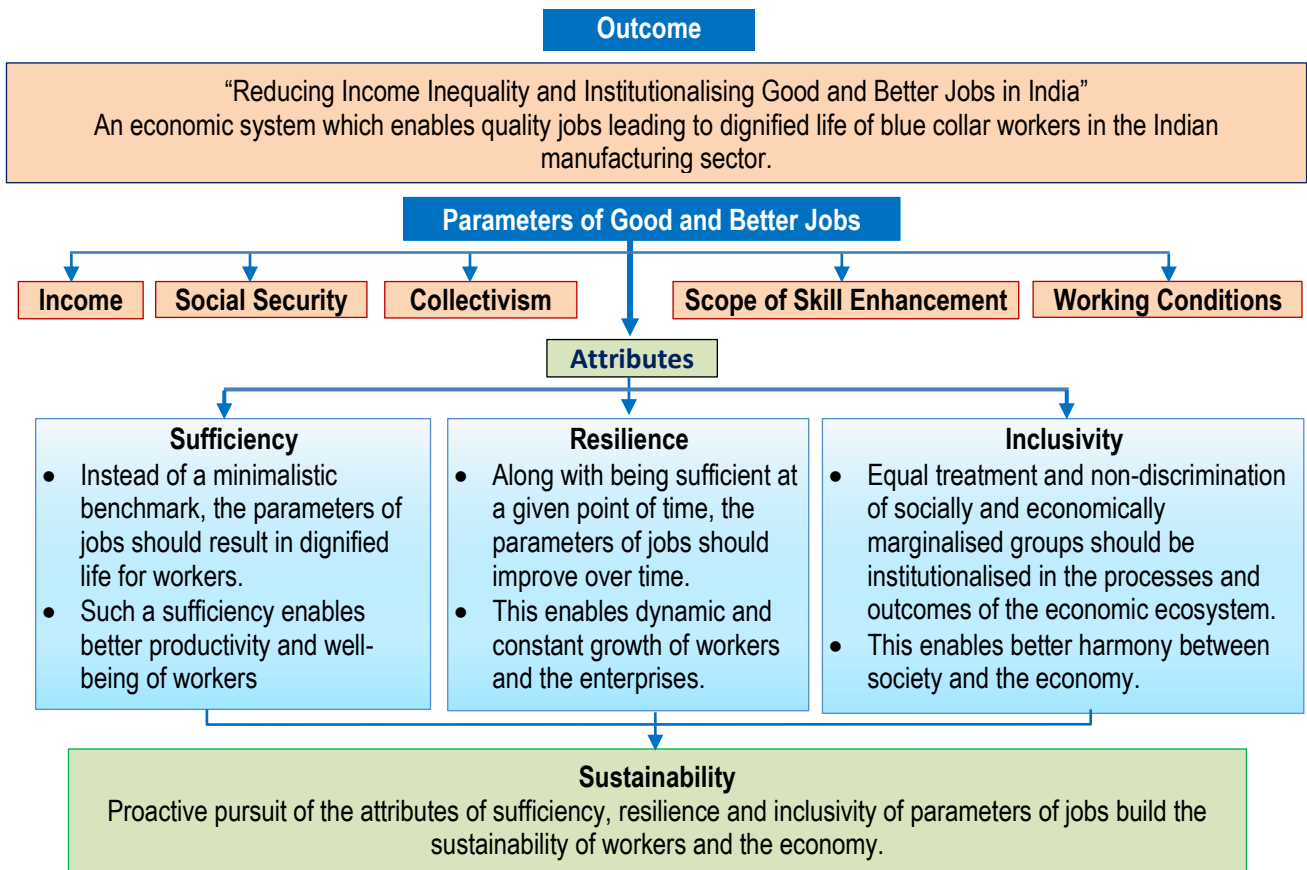 Outcome
“Reducing Income Inequality and Institutionalising Good and Better Jobs in India”
An economic system which enables quality jobs leading to dignified life of blue collar workers in the Indian
manufacturing sector.
Parameters of Good and Better Jobs
Income
Social Security
Collectivism
Scope of Skill Enhancement
Working Conditions
Attributes
Sufficiency
• Instead of a minimalistic
benchmark, the parameters of
jobs should result in dignified
life for workers.
• Such a sufficiency enables
better productivity and well-
being of workers
Resilience
• Along with being sufficient at
a given point of time, the
parameters of jobs should
improve over time.
• This enables dynamic and
constant growth of workers
and the enterprises.
Inclusivity
• Equal treatment and non-discrimination
of socially and economically
marginalised groups should be
institutionalised in the processes and
outcomes of the economic ecosystem.
• This enables better harmony between
society and the economy.
Sustainability
Proactive pursuit of the attributes of sufficiency, resilience and inclusivity of parameters of jobs build the
sustainability of workers and the economy.